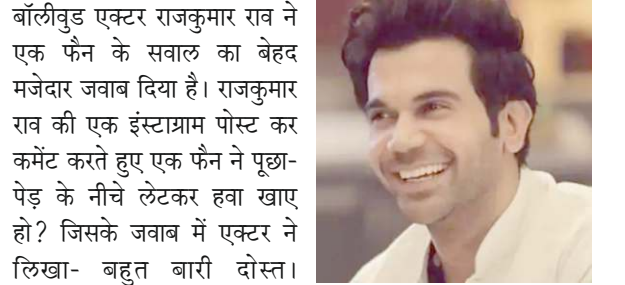 बॉलीवुड एक्टर राजकुमार राव ने
एक फैन के सवाल का बेहद
मजेदार जवाब दिया है। राजकुमार
राव की एक इंस्टाग्राम पोस्ट कर
कमेंट करते हुए एक फैन ने पूछा-
पेड़ के नीचे लेटकर हवा खाए
हो? जिसके जवाब में एक्टर ने
लिखा- बहुत बारी दोस्त।